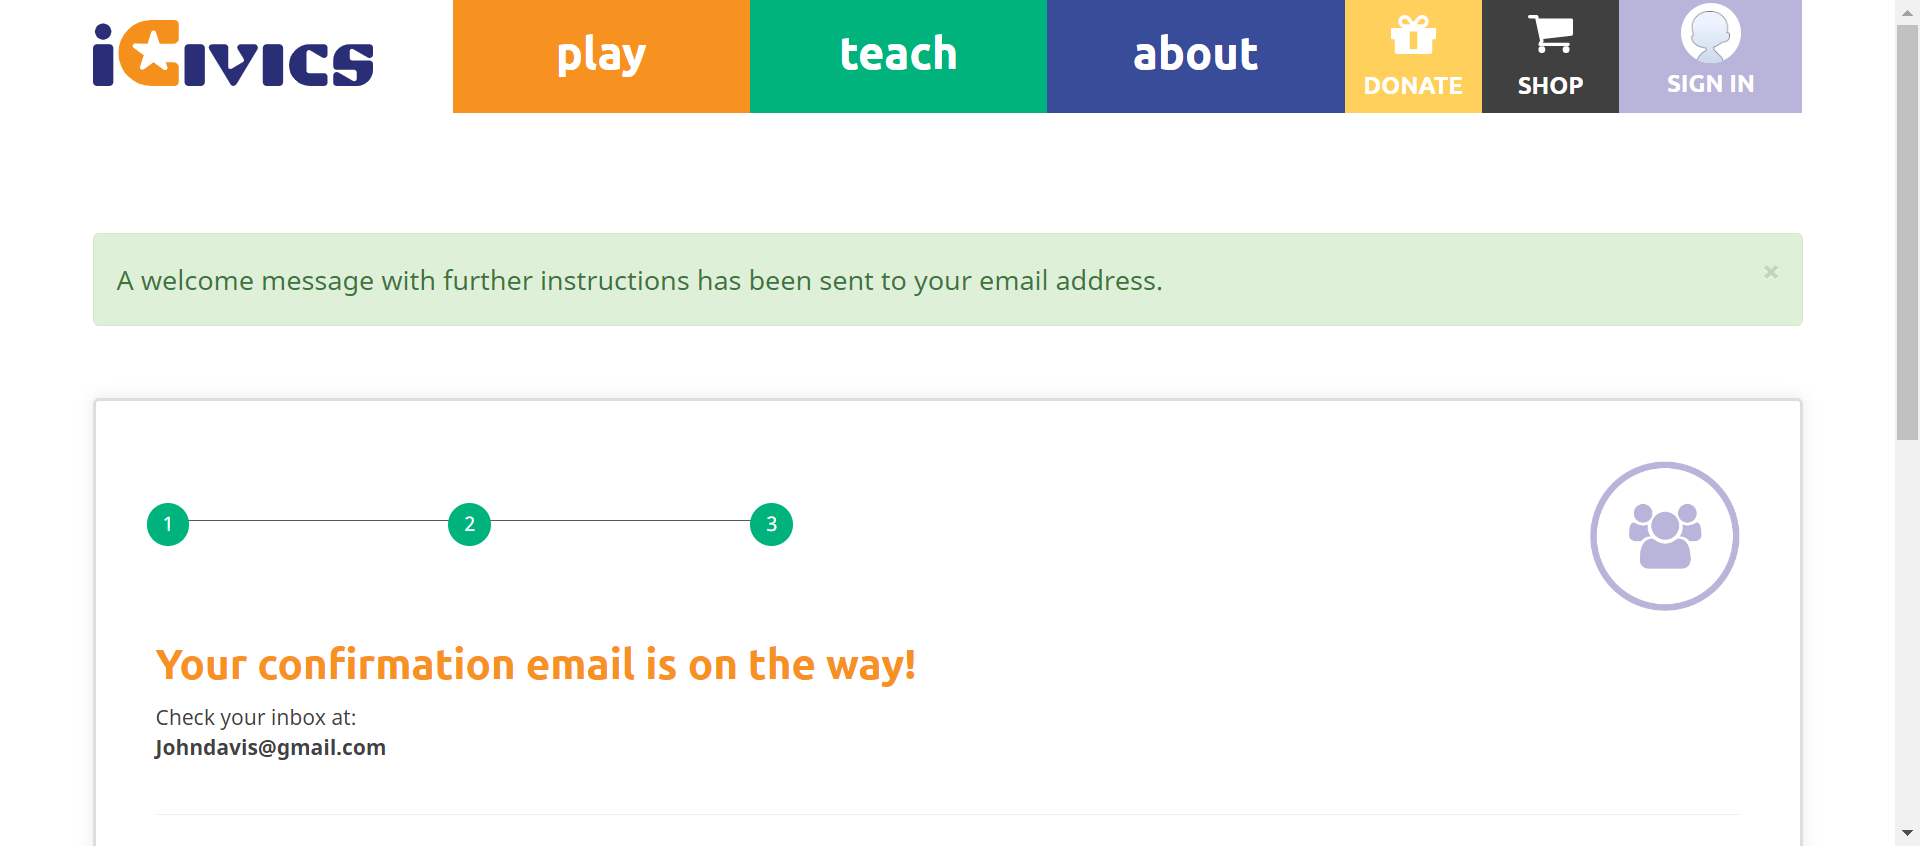 iCivics
play
teach
about
DONATE
SHOP
SIGN IN
A welcome message with further instructions has been sent to your email address.
×
1
2
3
Your confirmation email is on the way!
Check your inbox at:
Johndavis@gmail.com